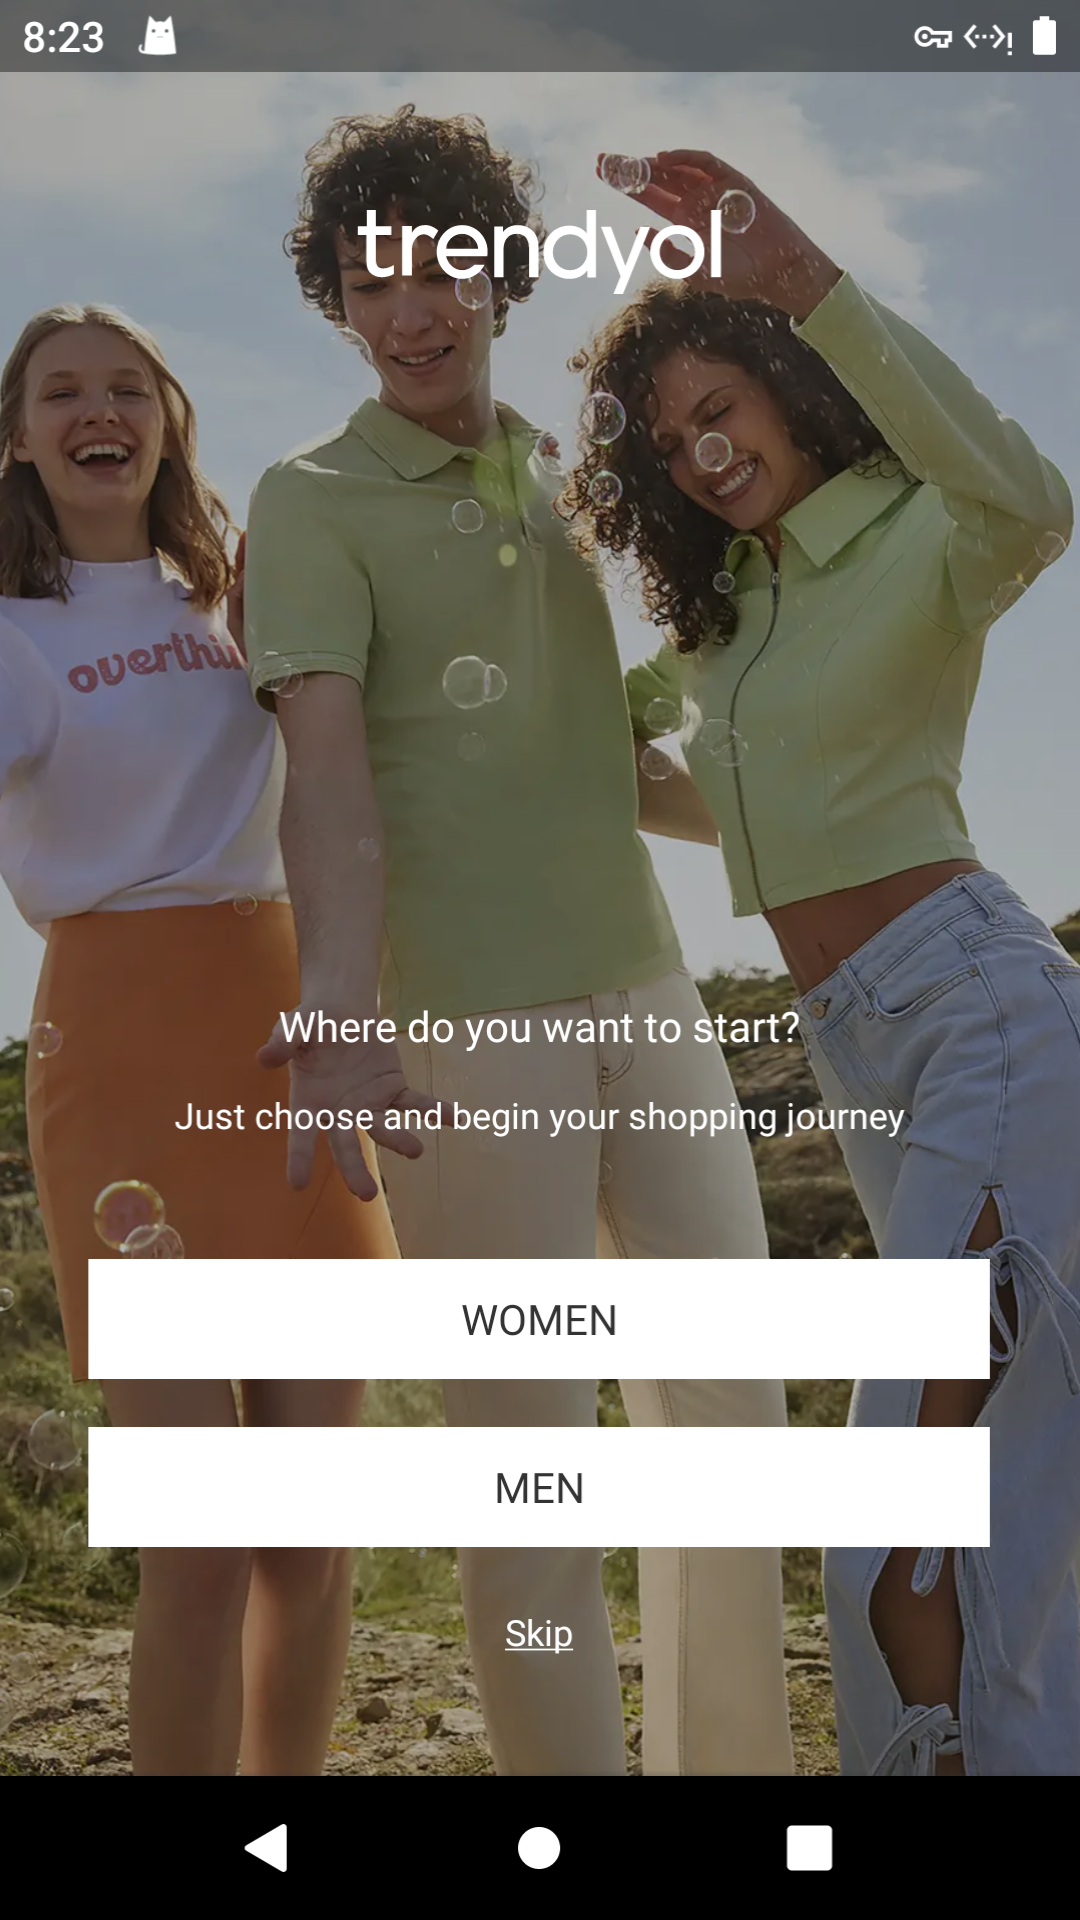 8:23
trendyol
overthi
Where do you want to start?
Just choose and begin your shopping journey
WOMEN
MEN
Skip